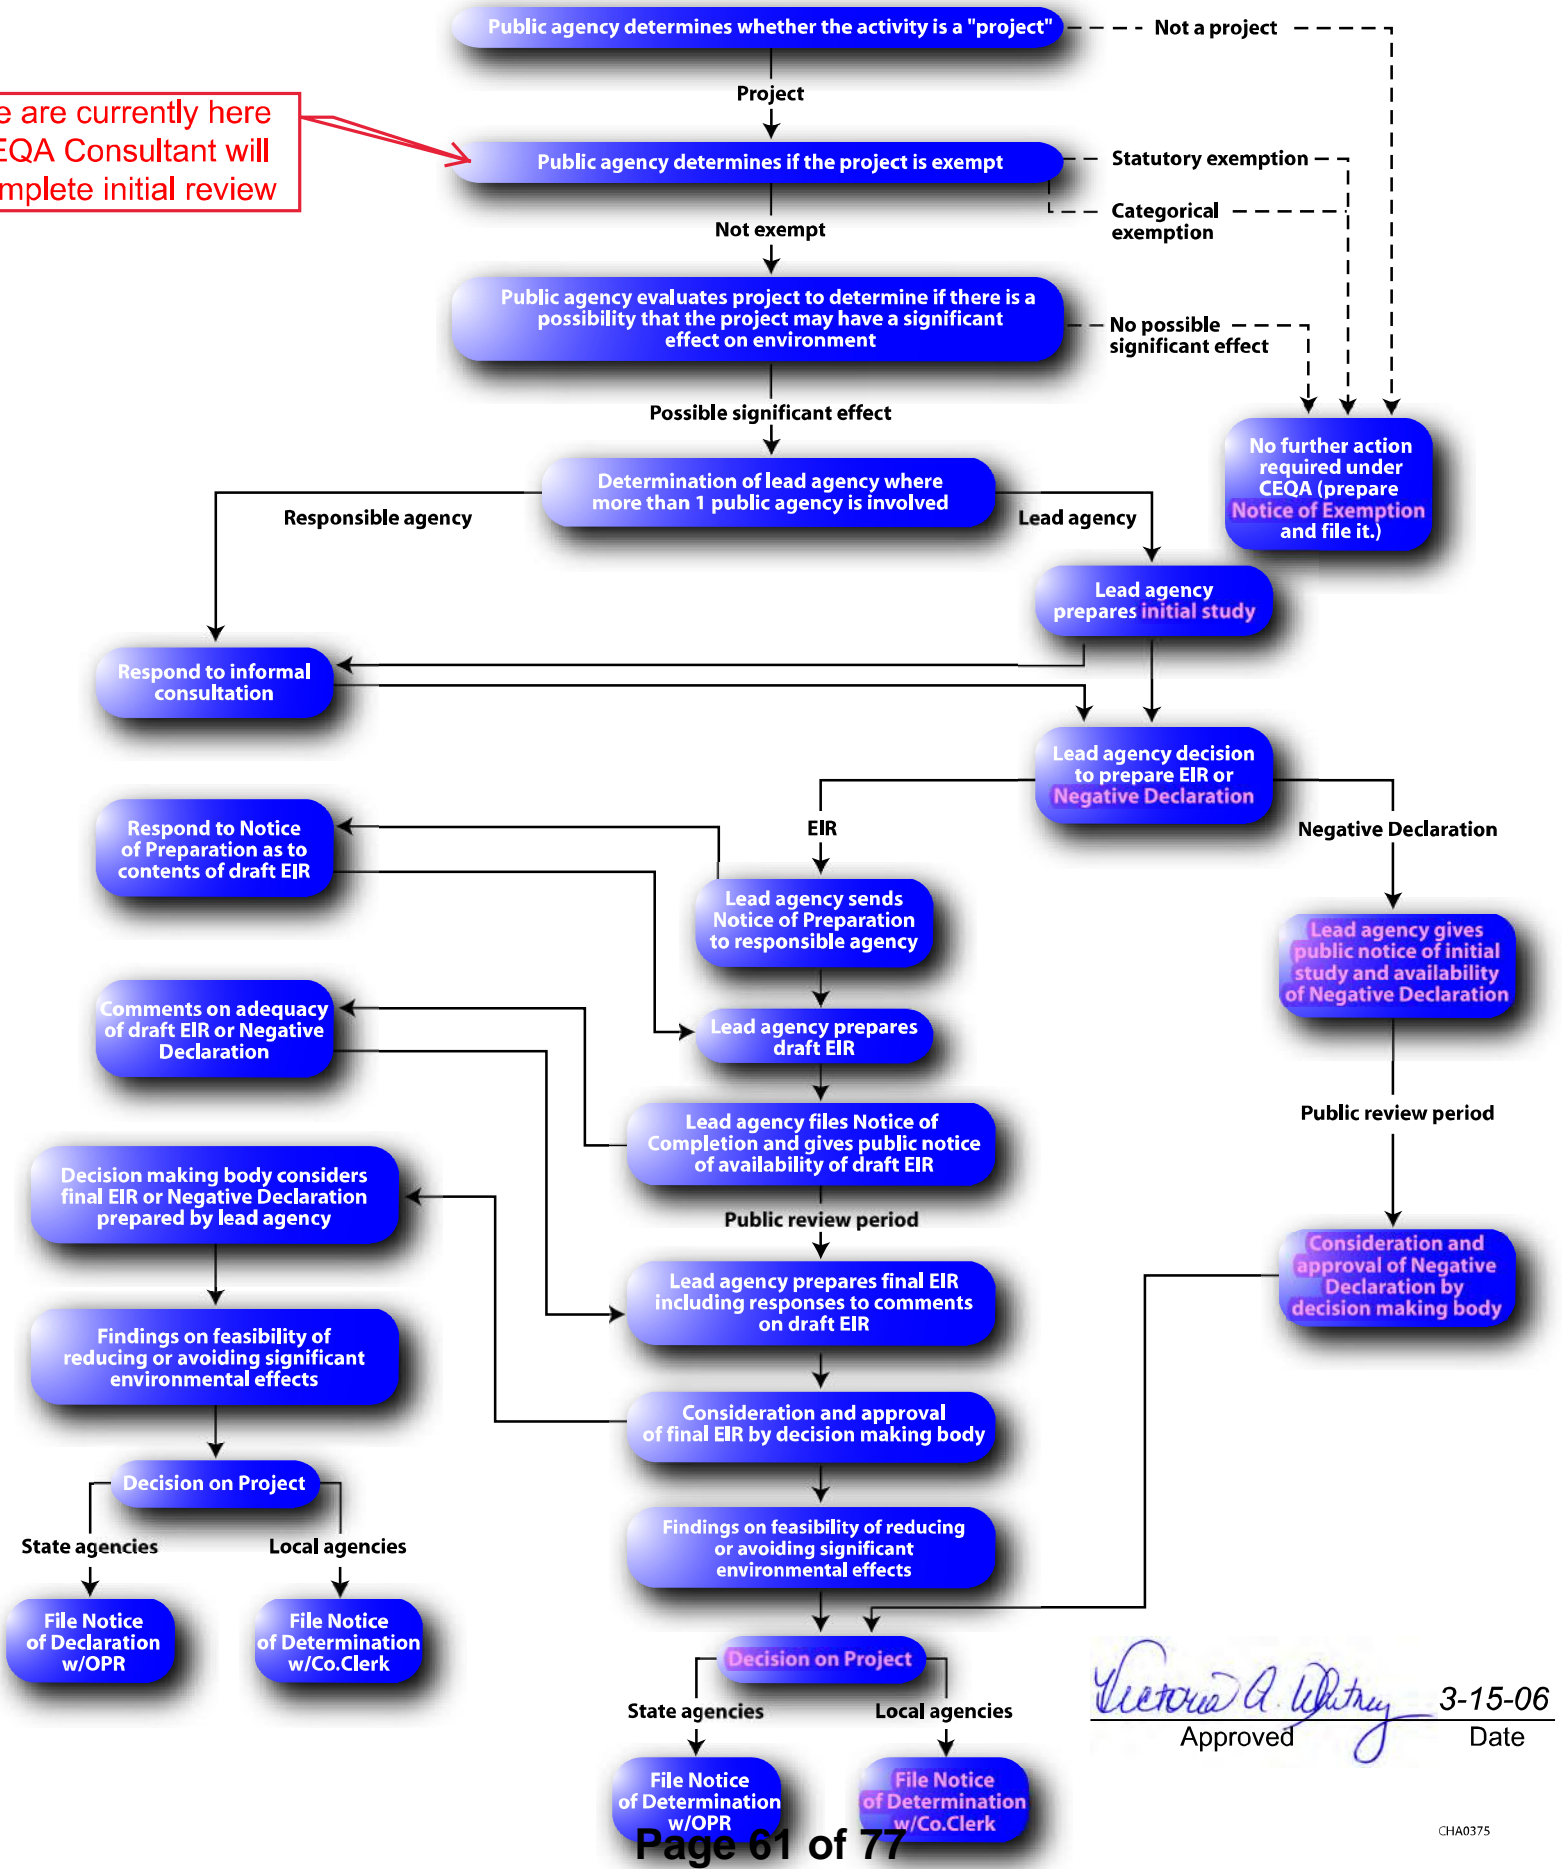 Public agency determines whether the activity is a "project"
Not a project
Project
e are currently here
EQA Consultant will
mplete initial review
Public agency determines if the project is exempt
Statutory exemption
Categorical
exemption
Not exempt
Public agency evaluates project to determine if there is a
possibility that the project may have a significant
effect on environment
No possible
significant effect
Possible significant effect
No further action
required under
CEQA (prepare
Notice of Exemption
and file it.)
Determination of lead agency where
more than 1 public agency is involved
Responsible agency
Lead agency
Lead agency
prepares initial study
Respond to informal
consultation
Lead agency decision
to prepare EIR or
Negative Declaration
EIR
Negative Declaration
Respond to Notice
of Preparation as to
contents of draft EIR
Lead agency sends
Notice of Preparation
to responsible agency
Lead agency gives
public notice of initial
study and availability
of Negative Declaration
Comments on adequacy
of draft EIR or Negative
Declaration
Lead agency prepares
draft EIR
Lead agency files Notice of
Completion and gives public notice
of availability of draft EIR
Public review period
Public review period
Decision making body considers
final EIR or Negative Declaration
prepared by lead agency
Lead agency prepares final EIR
including responses to comments
on draft EIR
Consideration and
approval of Negative
Declaration by
decision making body
Findings on feasibility of
reducing or avoiding significant
environmental effects
Consideration and approval
of final EIR by decision making body
Decision on Project
State agencies
Local agencies
Findings on feasibility of reducing
or avoiding significant
environmental effects
File Notice
of Declaration
w/OPR
File Notice
of Determination
w/Co.Clerk
Decision on Project
State agencies
Local agencies
File Notice
of Determination
w/OPR
File Notice
of Determination
w/Co.Clerk
Victoria A. Whitney 3-15-06
Approved Date
Page 61 of 77
CHA0375